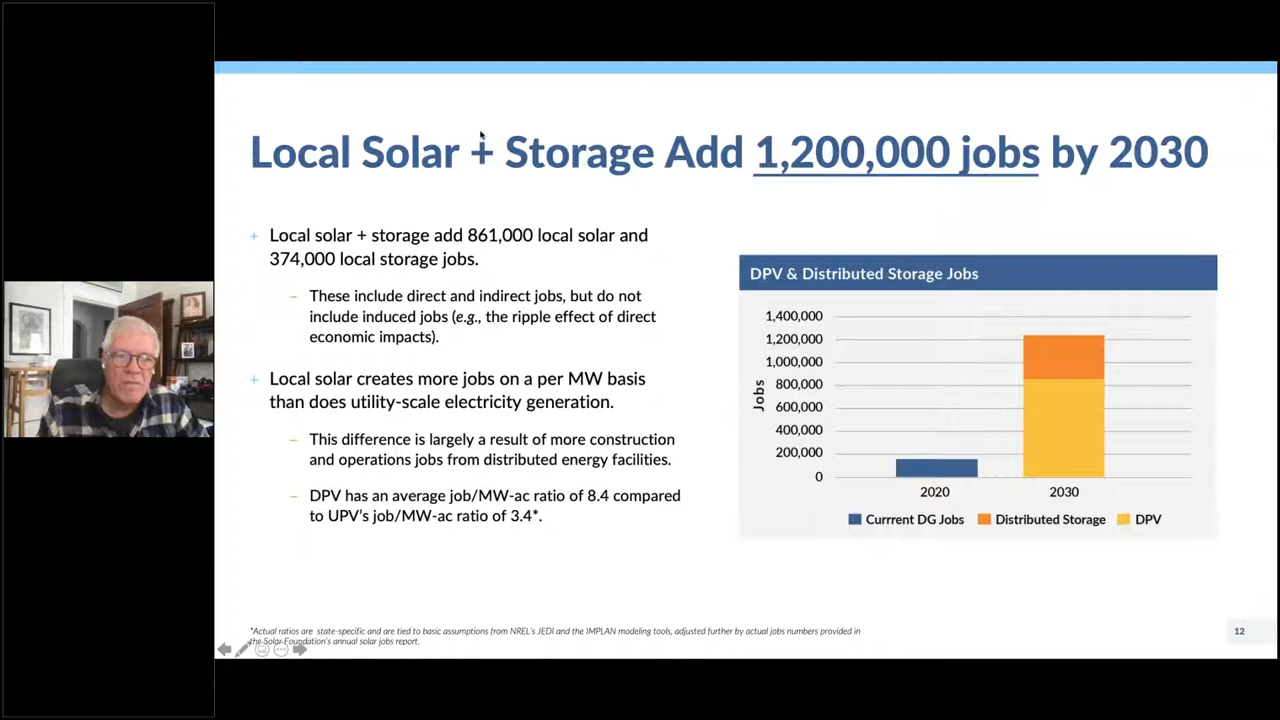 Local Solar + Storage Add 1,200,000 jobs by 2030
+ Local solar + storage add 861,000 local solar and
374,000 local storage jobs.
– These include direct and indirect jobs, but do not
include induced jobs (e.g., the ripple effect of direct
economic impacts).
+ Local solar creates more jobs on a per MW basis
than does utility-scale electricity generation.
– This difference is largely a result of more construction
and operations jobs from distributed energy facilities.
– DPV has an average job/MW-ac ratio of 8.4 compared
to UPV's job/MW-ac ratio of 3.4*.
DPV & Distributed Storage Jobs
Jobs
1,400,000
1,200,000
1,000,000
800,000
600,000
400,000
200,000
0
2020 2030
Currrent DG Jobs Distributed Storage DPV
*Actual ratios are state-specific and are tied to basic assumptions from NREL's JEDI and the IMPLAN modeling tools, adjusted further by actual jobs numbers provided in
the Solar Foundation's annual solar jobs report.
12